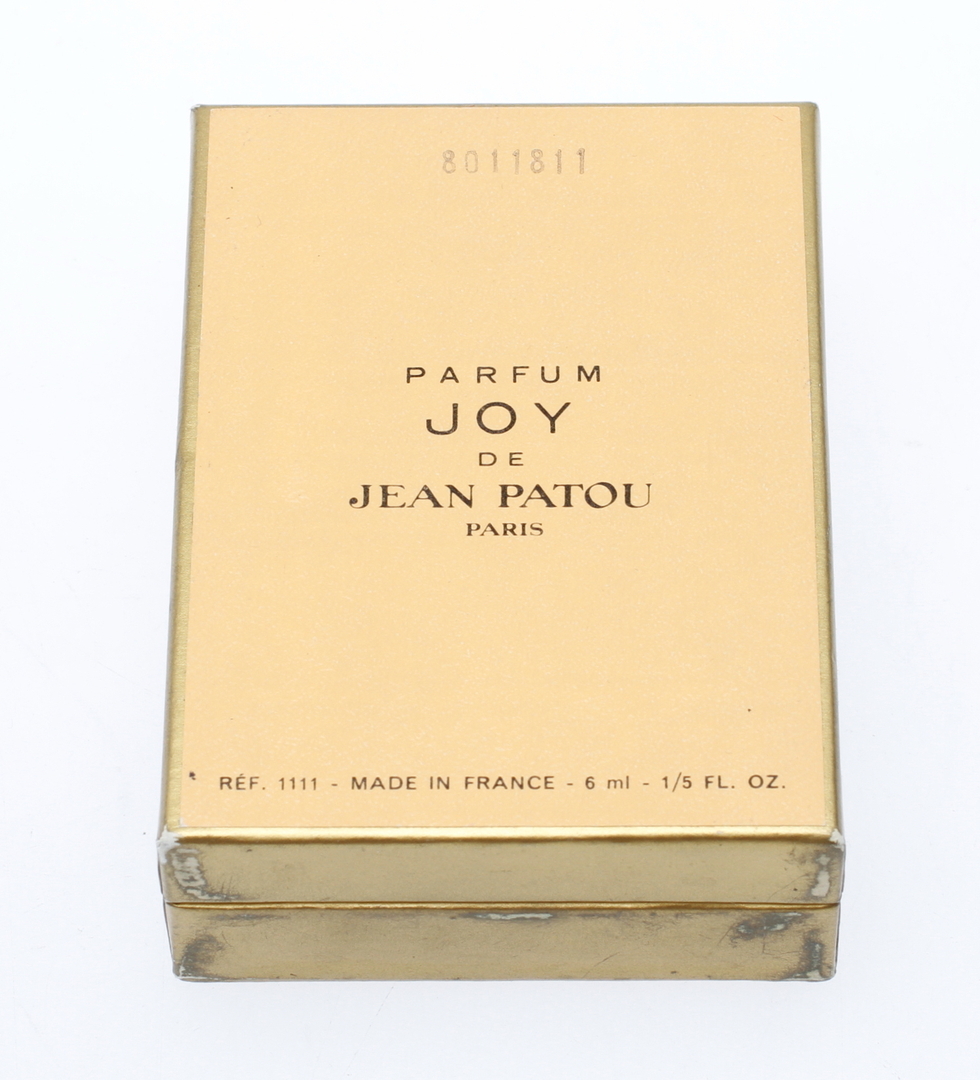 8011811
PARFUM
JOY
DE
JEAN PATOU
PARIS
RÉF. 1111 - MADE IN FRANCE - 6 ml - 1/5 FL. OZ.